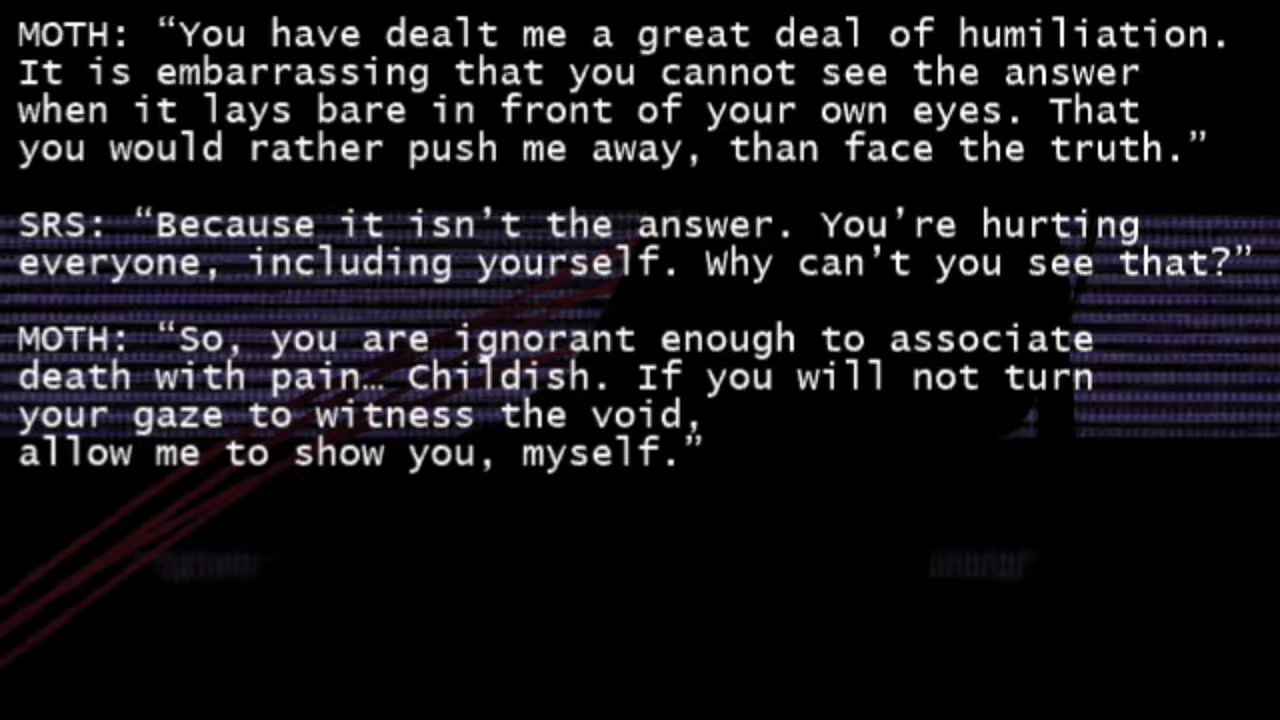 MOTH: “You have dealt me a great deal of humiliation.
It is embarrassing that you cannot see the answer
when it lays bare in front of your own eyes. That
you would rather push me away, than face the truth.”
SRS: “Because it isn’t the answer. You’re hurting
everyone, including yourself. Why can’t you see that?”
MOTH: “So, you are ignorant enough to associate
death with pain… Childish. If you will not turn
your gaze to witness the void,
allow me to show you, myself.”